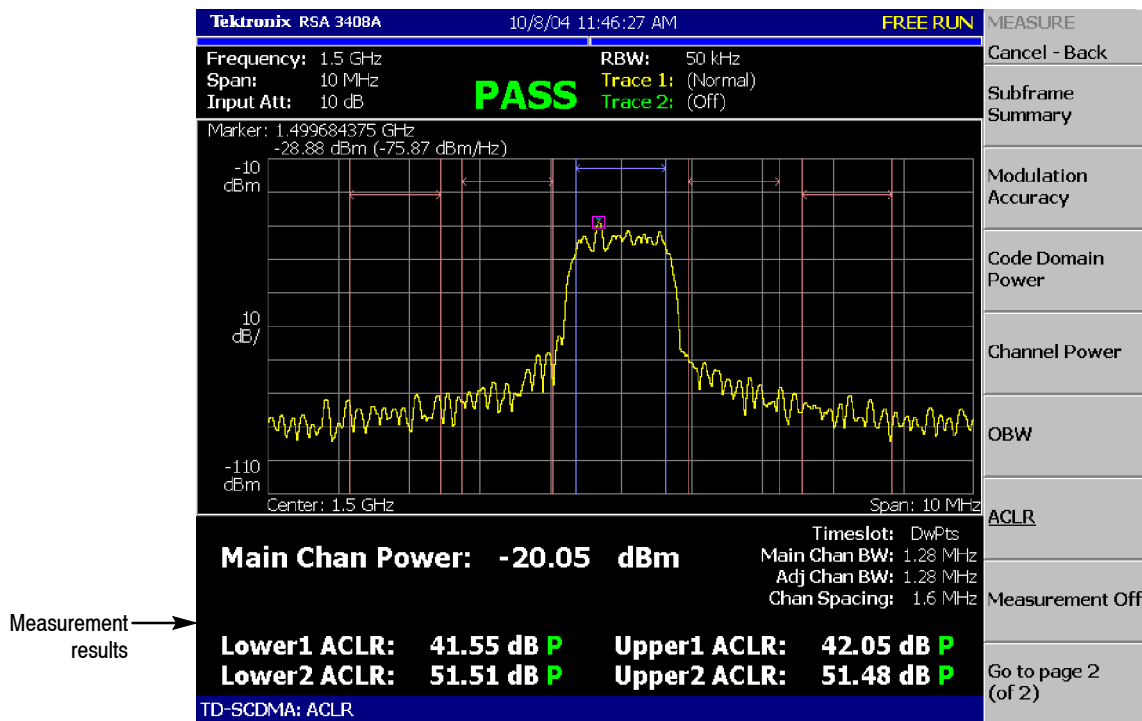 Tektronix RSA 3408A 10/8/04 11:46:27 AM FREE RUN
Frequency: 1.5 GHz RBW: 50 kHz
Span: 10 MHz PASS Trace 1: (Normal)
Input Att: 10 dB Trace 2: (Off)
Marker: 1.499684375 GHz
-28.88 dBm (-75.87 dBm/Hz)
-10
dBm
10
dB/
-110
dBm
Center: 1.5 GHz Span: 10 MHz
Timeslot: DwPts
Main Chan Power: -20.05 dBm Main Chan BW: 1.28 MHz
Adj Chan BW: 1.28 MHz
Chan Spacing: 1.6 MHz
Measurement
results
Lower1 ACLR: 41.55 dB P Upper1 ACLR: 42.05 dB P
Lower2 ACLR: 51.51 dB P Upper2 ACLR: 51.48 dB P
TD-SCDMA: ACLR
MEASURE
Cancel - Back
Subframe
Summary
Modulation
Accuracy
Code Domain
Power
Channel Power
OBW
ACLR
Measurement Off
Go to page 2
(of 2)